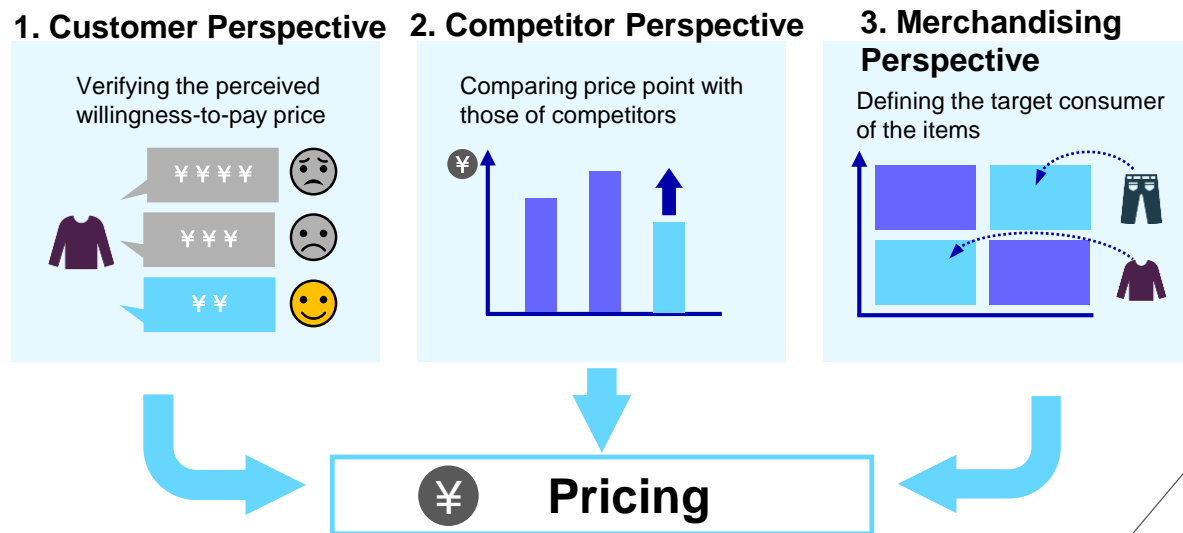 1. Customer Perspective
Verifying the perceived
willingness-to-pay price
¥ ¥ ¥ ¥
¥ ¥ ¥
¥ ¥
2. Competitor Perspective
Comparing price point with
those of competitors
¥
3. Merchandising
Perspective
Defining the target consumer
of the items
¥ Pricing